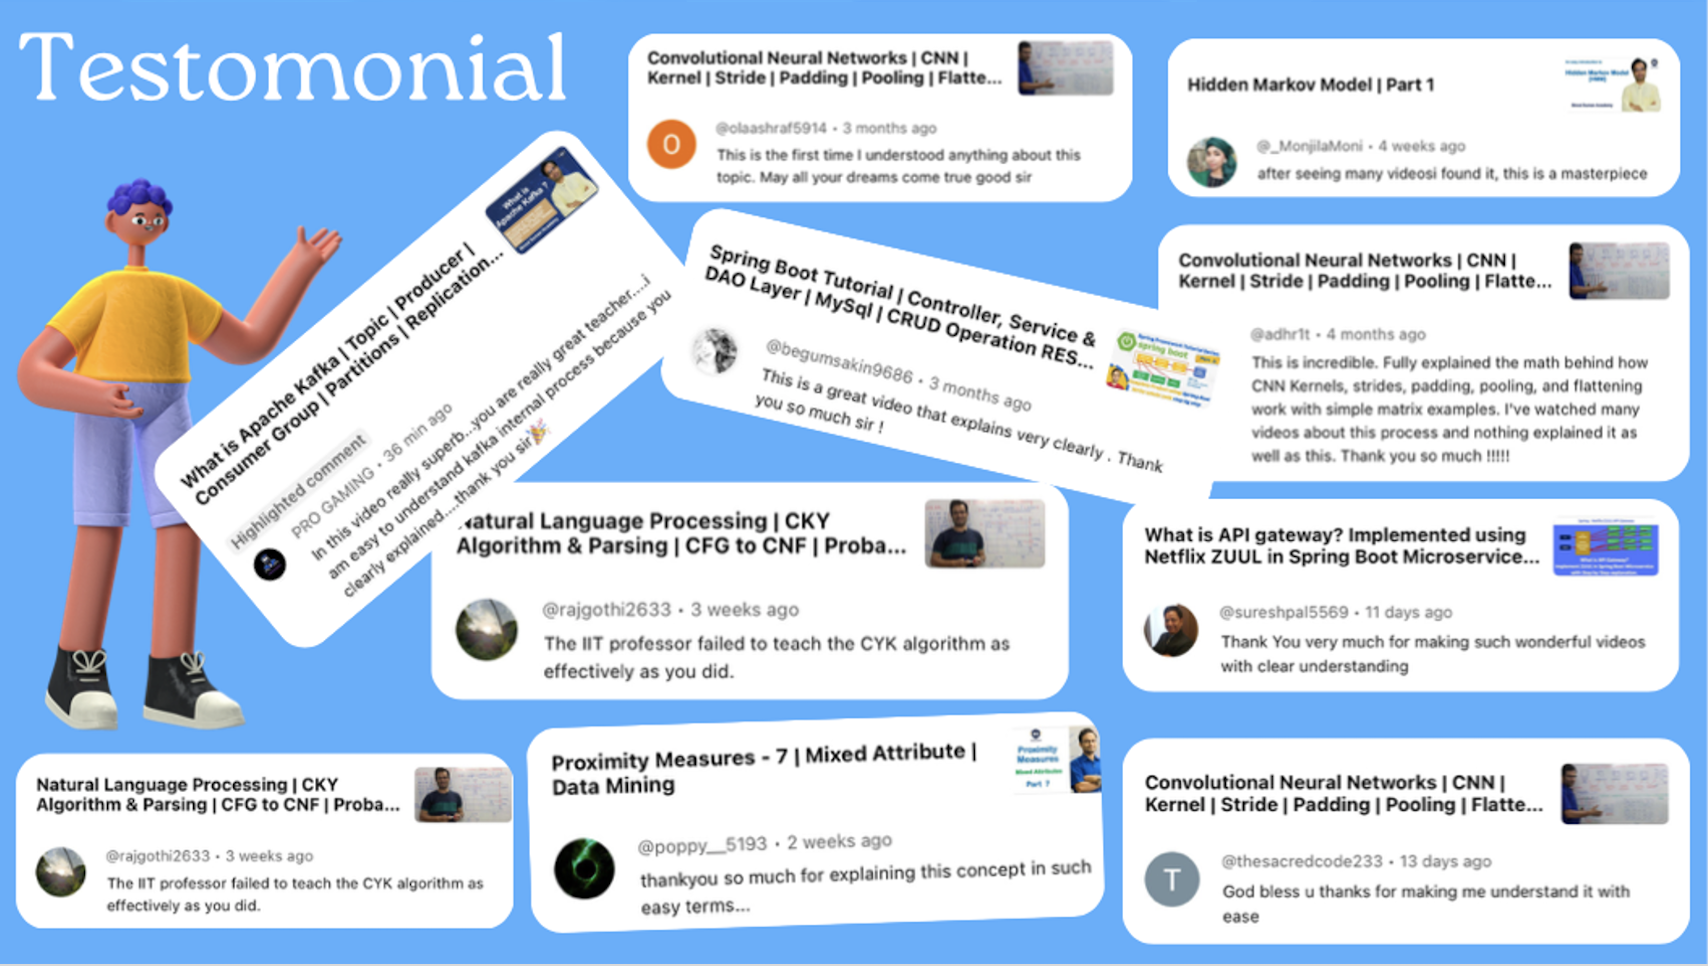 Testomonial
Convolutional Neural Networks | CNN |
Kernel | Stride | Padding | Pooling | Flatte...
O
@olaashraf5914 • 3 months ago
This is the first time I understood anything about this
topic. May all your dreams come true good sir
Hidden Markov Model | Part 1
@_MonjilaMoni • 4 weeks ago
after seeing many videosi found it, this is a masterpiece
What is Apache Kafka | Topic | Producer |
Consumer Group | Partitions | Replication...
What is
Apache Kafka ?
Highlighted comment
PRO GAMING • 36 min ago
In this video really superb...you are really great teacher....i
am easy to understand kafka internal process because you
clearly explained....thank you sir🎉
Spring Boot Tutorial | Controller, Service &
DAO Layer | MySql | CRUD Operation RES...
spring boot
@begumsakin9686 • 3 months ago
This is a great video that explains very clearly . Thank
you so much sir !
Convolutional Neural Networks | CNN |
Kernel | Stride | Padding | Pooling | Flatte...
@adhr1t • 4 months ago
This is incredible. Fully explained the math behind how
CNN Kernels, strides, padding, pooling, and flattening
work with simple matrix examples. I've watched many
videos about this process and nothing explained it as
well as this. Thank you so much !!!!!
Natural Language Processing | CKY
Algorithm & Parsing | CFG to CNF | Proba...
@rajgothi2633 • 3 weeks ago
The IIT professor failed to teach the CYK algorithm as
effectively as you did.
What is API gateway? Implemented using
Netflix ZUUL in Spring Boot Microservice...
@sureshpal5569 • 11 days ago
Thank You very much for making such wonderful videos
with clear understanding
Natural Language Processing | CKY
Algorithm & Parsing | CFG to CNF | Proba...
@rajgothi2633 • 3 weeks ago
The IIT professor failed to teach the CYK algorithm as
effectively as you did.
Proximity Measures - 7 | Mixed Attribute |
Data Mining
Proximity
Measures
Mixed Attributes
Part 7
@poppy__5193 • 2 weeks ago
thankyou so much for explaining this concept in such
easy terms...
Convolutional Neural Networks | CNN |
Kernel | Stride | Padding | Pooling | Flatte...
T
@thesacredcode233 • 13 days ago
God bless u thanks for making me understand it with
ease